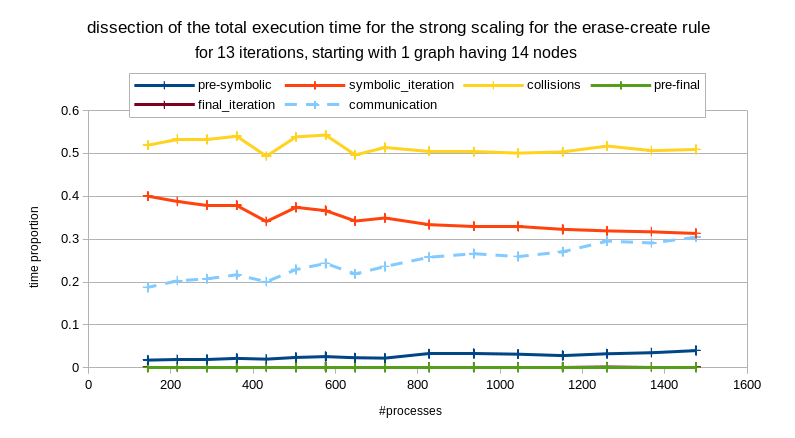 dissection of the total execution time for the strong scaling for the erase-create rule
for 13 iterations, starting with 1 graph having 14 nodes
pre-symbolic symbolic_iteration collisions pre-final
final_iteration communication
0.6
0.5
0.4
0.3
0.2
0.1
0
time proportion
0 200 400 600 800 1000 1200 1400 1600
#processes